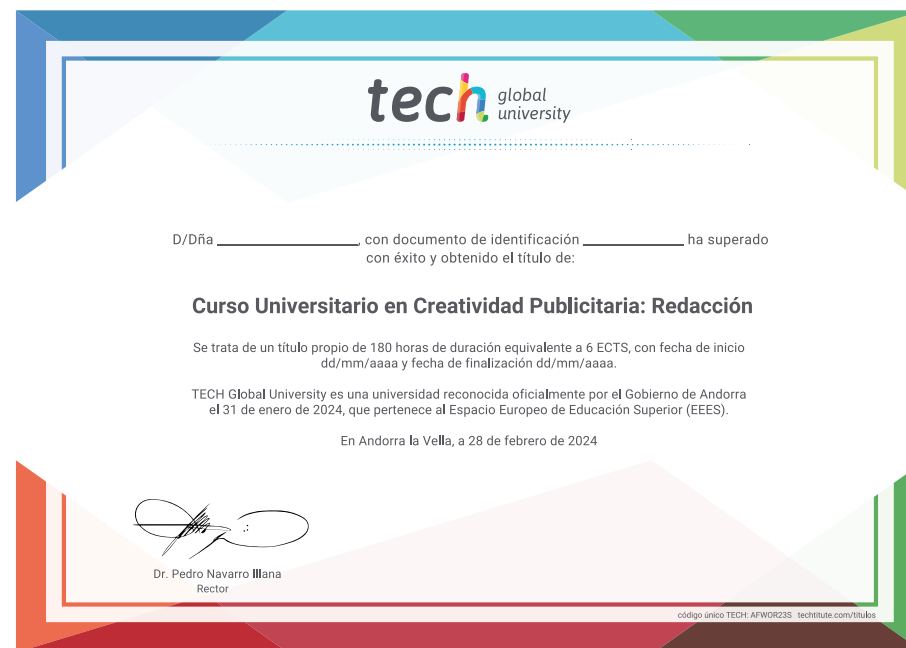 tech global
university
D/Dña ____________, con documento de identificación ____________ ha superado
con éxito y obtenido el título de:
Curso Universitario en Creatividad Publicitaria: Redacción
Se trata de un título propio de 180 horas de duración equivalente a 6 ECTS, con fecha de inicio
dd/mm/aaaa y fecha de finalización dd/mm/aaaa.
TECH Global University es una universidad reconocida oficialmente por el Gobierno de Andorra
el 31 de enero de 2024, que pertenece al Espacio Europeo de Educación Superior (EEES).
En Andorra la Vella, a 28 de febrero de 2024
Dr. Pedro Navarro Illana
Rector
código único TECH: AFWOR23S techtitute.com/titulos